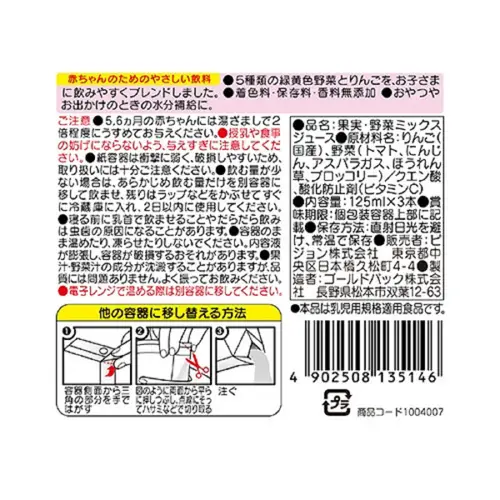 赤ちゃんのためのやさしい飲料 ●5種類の緑黄色野菜とりんごを、お子さま
に飲みやすくブレンドしました。 ●着色料・保存料・香料無添加 ●おやつや
お出かけのときの水分補給に。
ご注意 ●5,6ヵ月の赤ちゃんには湯ざましで2
倍程度にうすめてお与えください。●授乳や食事
の妨げにならないよう、与えすぎに注意してくだ
さい。●紙容器は衝撃に弱く、破損しやすいため、
取り扱いには十分ご注意ください。●飲む量が少
ない場合は、あらかじめ飲む量だけを別容器に
移して飲ませ、残りはラップなどをかぶせてすぐ
に冷蔵庫に入れ、2日以内に使用してください。
●寝る前に乳首で飲ませることやだらだら飲み
は虫歯の原因になることがあります。●容器のま
ま温めたり、凍らせたりしないでください。内容液
が膨張し、容器が破損するおそれがあります。●果
汁・野菜汁の成分が沈澱することがありますが、品
質には問題ありません。よく振ってお飲みください。
●電子レンジで温める際は別容器に移してください。
●品名:果実・野菜ミックス
ジュース●原材料名:りんご(
国産)、野菜(トマト、にんじ
ん、アスパラガス、ほうれん
草、ブロッコリー)/クエン酸
、酸化防止剤(ビタミンC)
●内容量:125ml×3本●賞
味期限:個包装容器上部に記
載●保存方法:直射日光を避
け、常温で保存●販売者:ピ
ジョン株式会社 東京都中
央区日本橋久松町4-4●製
造者:ゴールドパック株式会
社 長野県松本市双葉12-63
●本品は乳児用規格適用食品です。
他の容器に移し替える方法
1
2
3
容器側面から三
角の部分を手で
はがす
図のように両面から平ら
に押しつぶし、点線にそっ
てハサミなどで切り取る
注ぐ
4 902508 135146
プラ
商品コード1004007